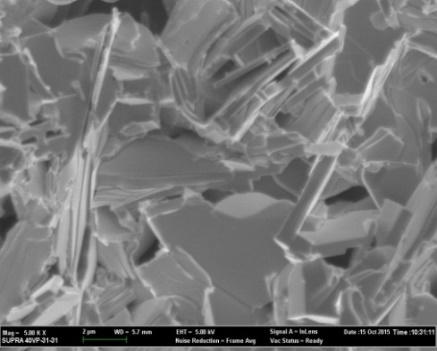 Mag = 5.00 K X 2 µm WD = 5.7 mm EHT = 5.00 kV Signal A = InLens Date :15 Oct 2015 Time :10:31:11
SUPRA 40VP-31-31 Noise Reduction = Frame Avg Vac Status = Ready